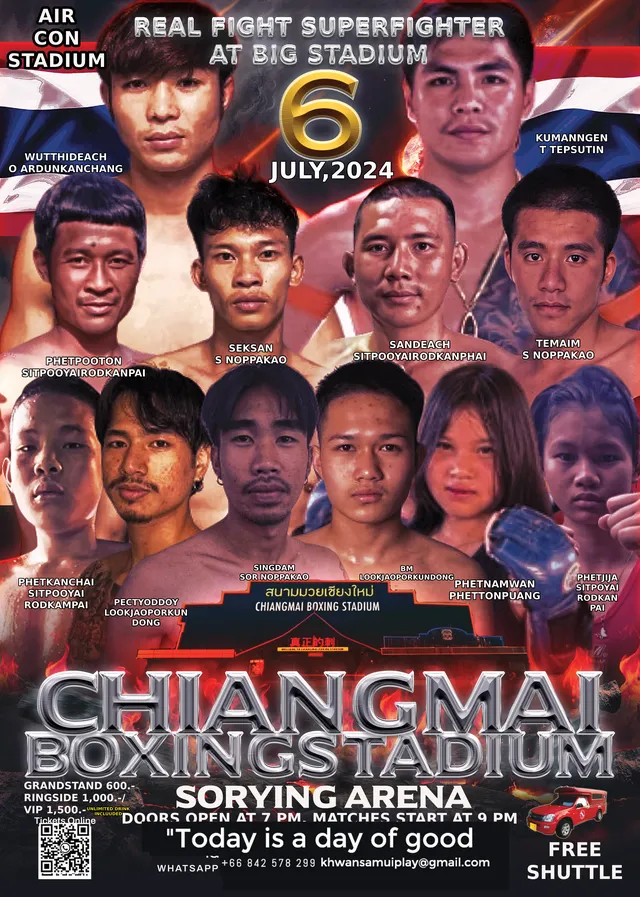 AIR
CON
STADIUM
REAL FIGHT SUPERFIGHTER
AT BIG STADIUM
6
JULY,2024
WUTTHIDEACH
O ARDUNKANCHANG
KUMANNGEN
T TEPSUTIN
PHETPOOTON
SITPOOYAIRODKANPAI
SEKSAN
S NOPPAKAO
SANDEACH
SITPOOYAIRODKANPHAI
TEMAIM
S NOPPAKAO
PHETKANCHAI
SITPOOYAI
RODKAMPAI
PECTYODDOY
LOOKJAOPORKUN
DONG
SINGDAM
SOR.NOPPAKAO
BM
LOOKJAOPORKUNDONG
PHETNAMWAN
PHETTONPUANG
PHETJIJA
SITPOYAI
RODKAN
PAI
สนามมวยเชียงใหม่
CHIANGMAI BOXING STADIUM
CHIANGMAI
BOXINGSTADIUM
GRANDSTAND 600.-
RINGSIDE 1,000.-/
VIP 1,500.- UNLIMITED DRINK
INCLUUDED
Tickets Online
SORYING ARENA
DOORS OPEN AT 7 PM. MATCHES START AT 9 PM
"Today is a day of good
WHATSAPP +66 842 578 299 khwansamuiplay@gmail.com
FREE
SHUTTLE